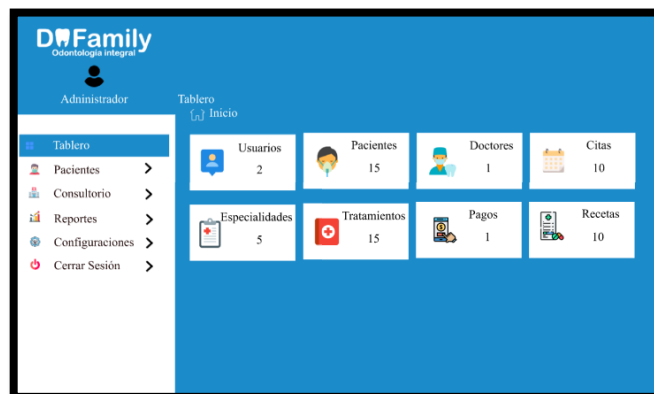 D Family
Odontología integral
Administrador
Tablero
Inicio
Tablero
Pacientes
Consultorio
Reportes
Configuraciones
Cerrar Sesión
Usuarios
2
Pacientes
15
Doctores
1
Citas
10
Especialidades
5
Tratamientos
15
Pagos
1
Recetas
10